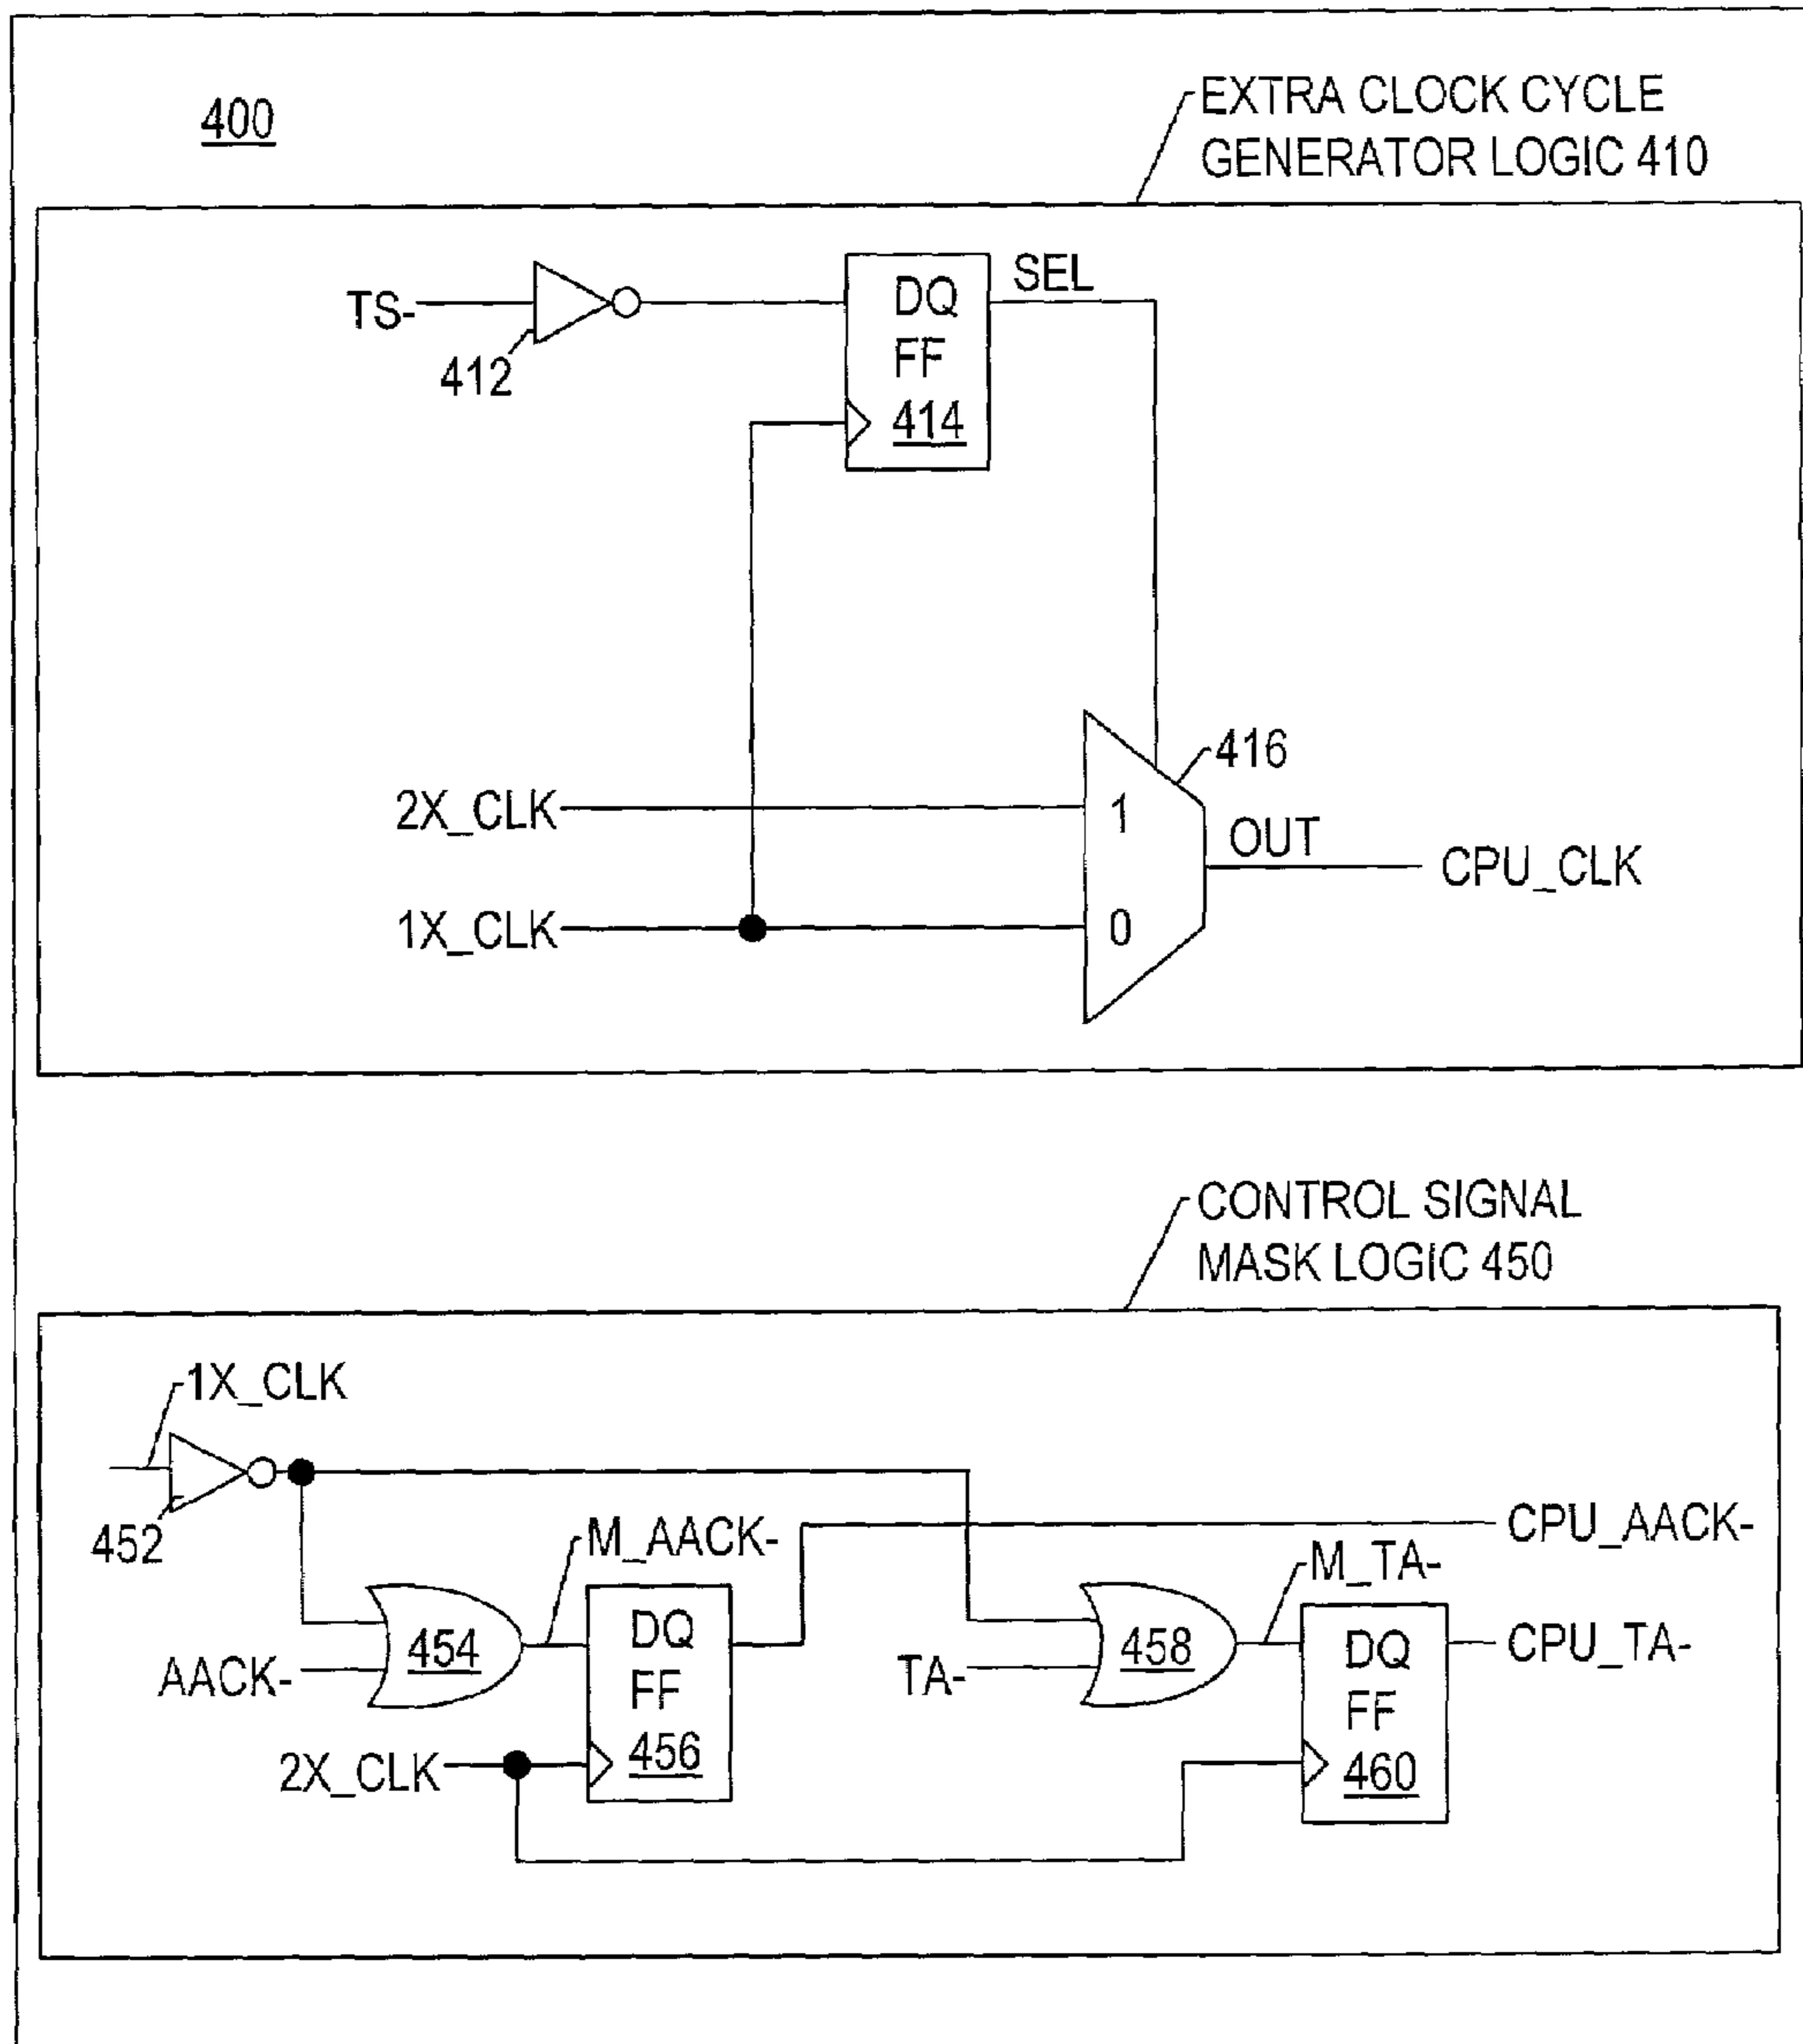 400
EXTRA CLOCK CYCLE
GENERATOR LOGIC 410
TS-
412
DQ
FF
414
SEL
416
2X_CLK
1
OUT
CPU_CLK
1X_CLK
0
CONTROL SIGNAL
MASK LOGIC 450
1X_CLK
452
M_AACK-
CPU_AACK-
454
AACK-
DQ
FF
456
2X_CLK
M_TA-
458
TA-
DQ
FF
460
CPU_TA-